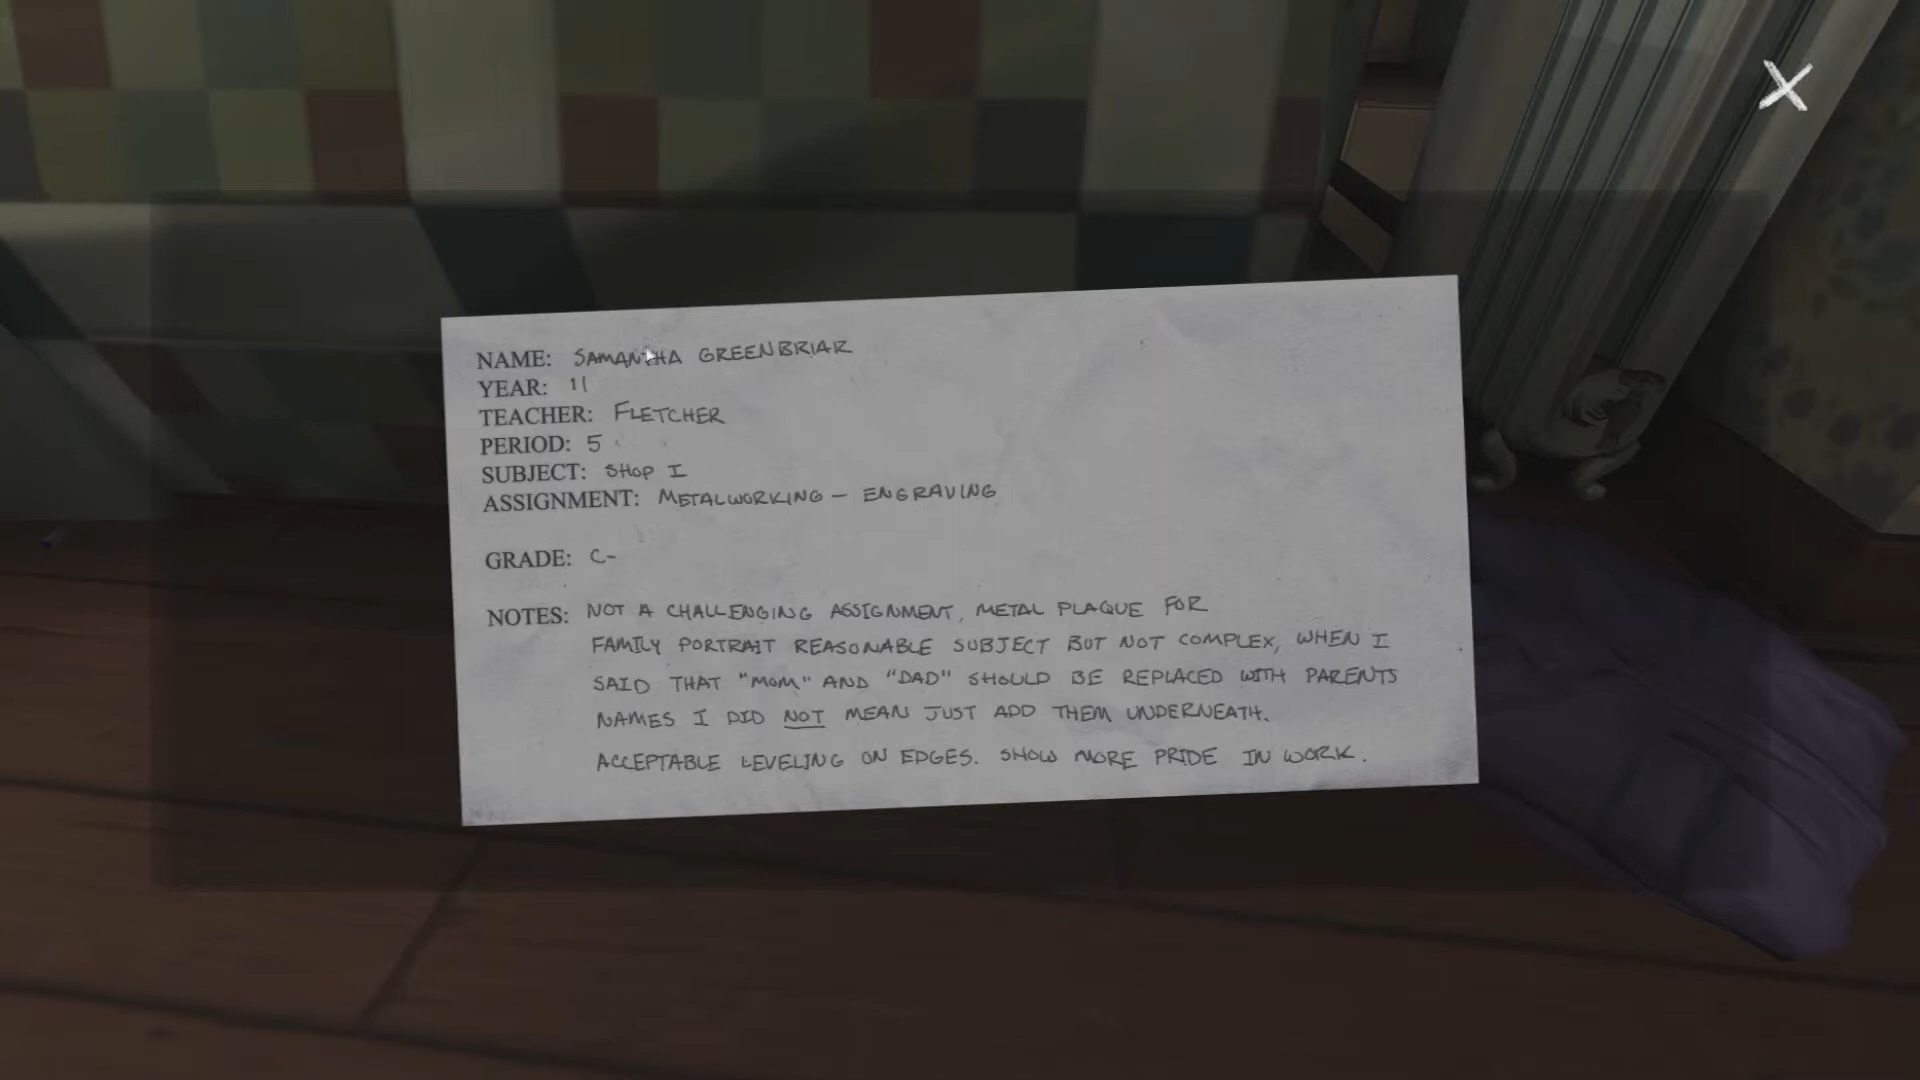 NAME: SAMANTHA GREENBRIAR
YEAR: 11
TEACHER: FLETCHER
PERIOD: 5
SUBJECT: SHOP I
ASSIGNMENT: METALWORKING - ENGRAVING
GRADE: C-
NOTES: NOT A CHALLENGING ASSIGNMENT, METAL PLAQUE FOR
FAMILY PORTRAIT REASONABLE SUBJECT BUT NOT COMPLEX, WHEN I
SAID THAT "MOM" AND "DAD" SHOULD BE REPLACED WITH PARENTS
NAMES I DID NOT MEAN JUST ADD THEM UNDERNEATH.
ACCEPTABLE LEVELING ON EDGES. SHOW MORE PRIDE IN WORK.